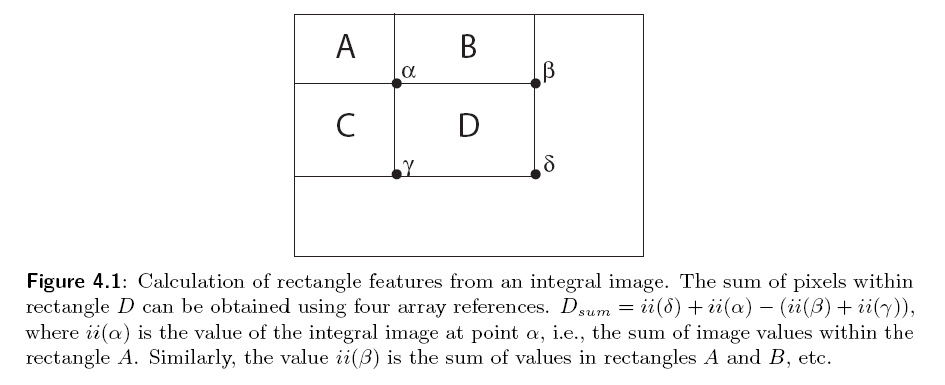 A B
α β
C D
γ δ
Figure 4.1: Calculation of rectangle features from an integral image. The sum of pixels within
rectangle D can be obtained using four array references. D_sum = ii(δ) + ii(α) − (ii(β) + ii(γ)),
where ii(α) is the value of the integral image at point α, i.e., the sum of image values within the
rectangle A. Similarly, the value ii(β) is the sum of values in rectangles A and B, etc.